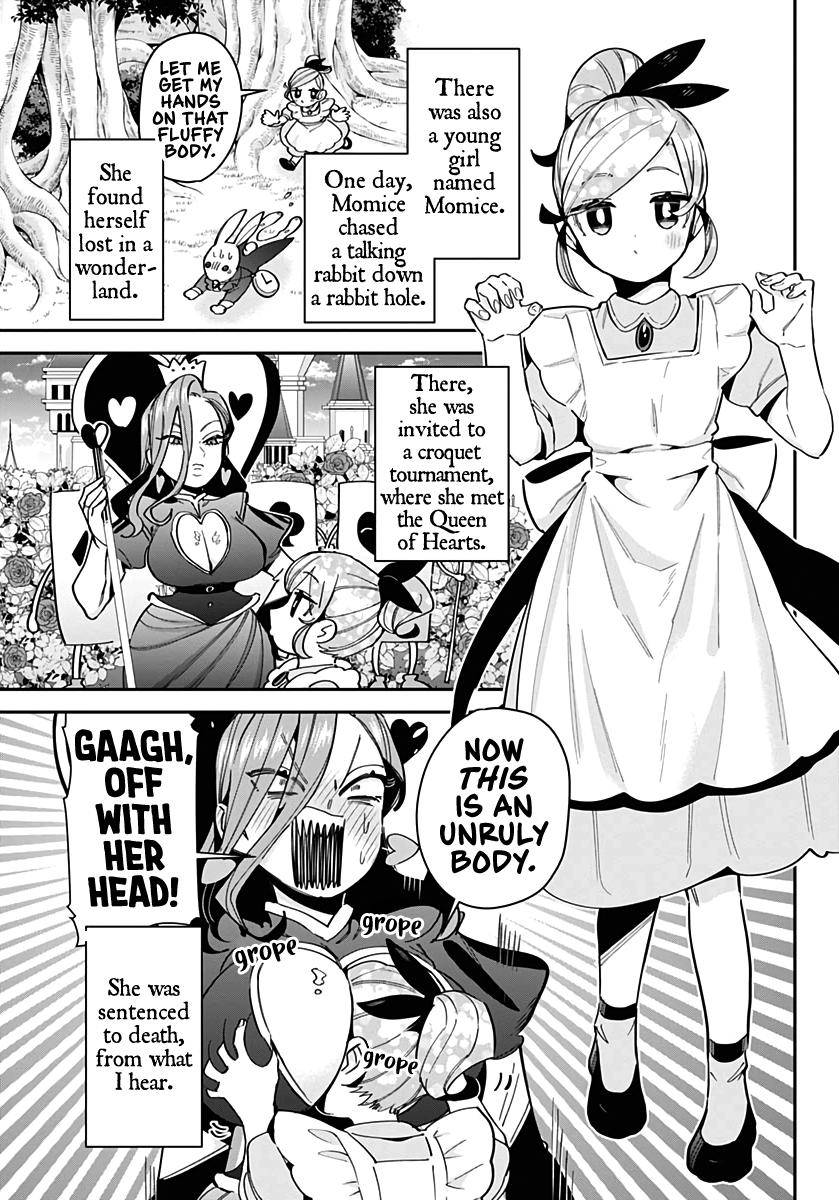 There
was also
a young
girl
named
Momice.
One day,
Momice
chased
a talking
rabbit down
a rabbit hole.
LET ME
GET MY
HANDS
ON THAT
FLUFFY
BODY.
She
found
herself
lost in a
wonder-
land.
There,
she was
invited to
a croquet
tournament,
where she met
the Queen
of Hearts.
NOW
THIS
IS AN
UNRULY
BODY.
GAAGH,
OFF
WITH
HER
HEAD!
grope
grope
grope
She was
sentenced
to death,
from what
I hear.